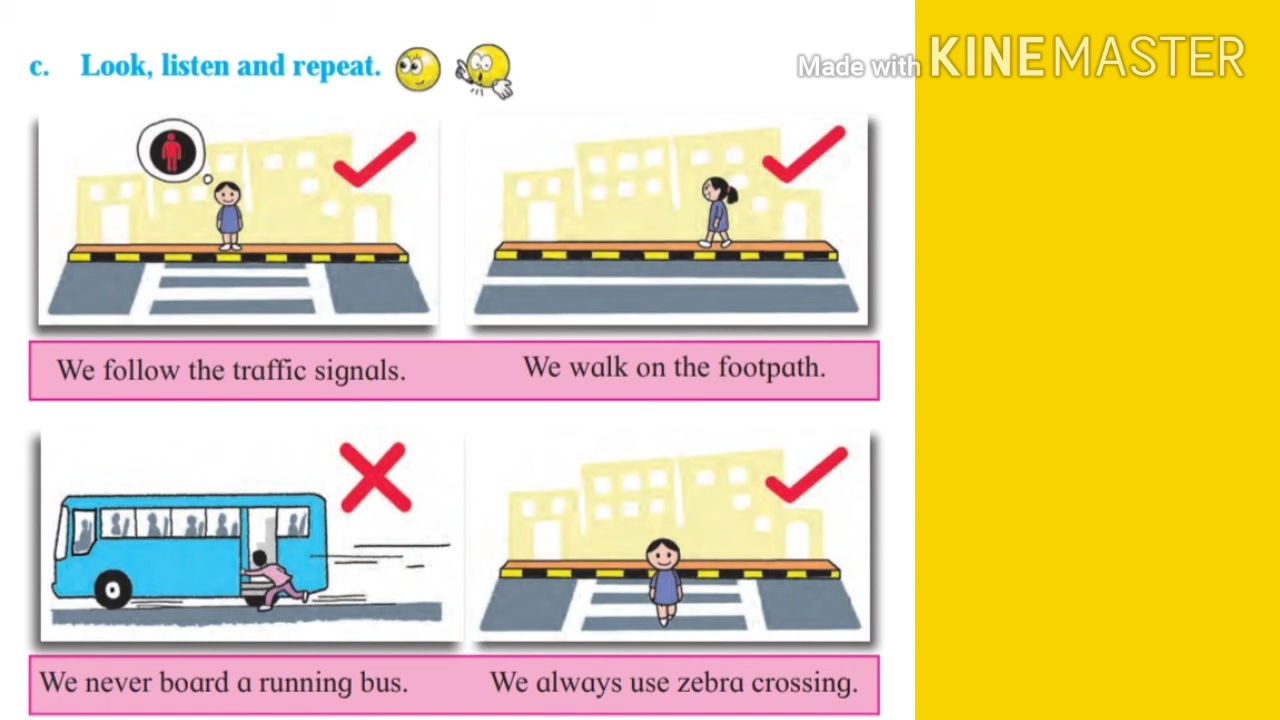 c. Look, listen and repeat.
Made with KINEMASTER
We follow the traffic signals.
We walk on the footpath.
We never board a running bus.
We always use zebra crossing.